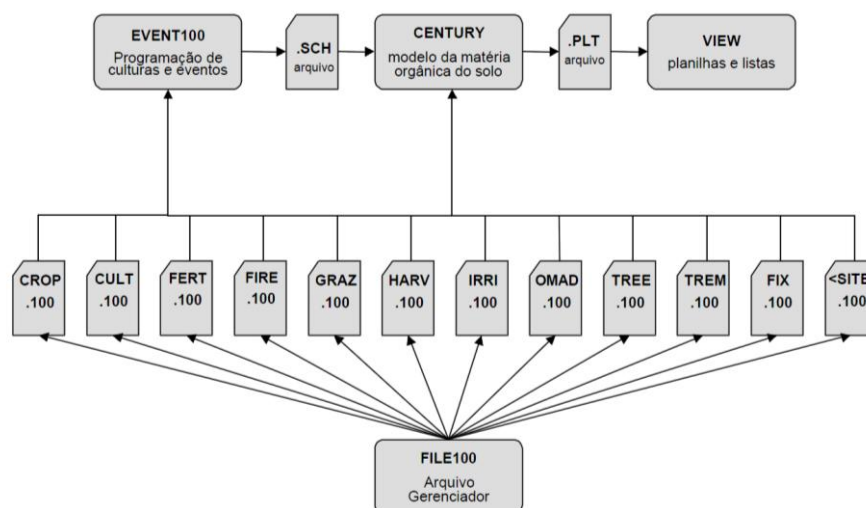 EVENT100
Programação de
culturas e éventos
.SCH
arquivo
CENTURY
modelo da matéria
orgânica do solo
.PLT
arquivo
VIEW
planilhas e listas
CROP
.100
CULT
.100
FERT
.100
FIRE
.100
GRAZ
.100
HARV
.100
IRRI
.100
OMAD
.100
TREE
.100
TREM
.100
FIX
.100
<SITE
.100
FILE100
Arquivo
Gerenciador